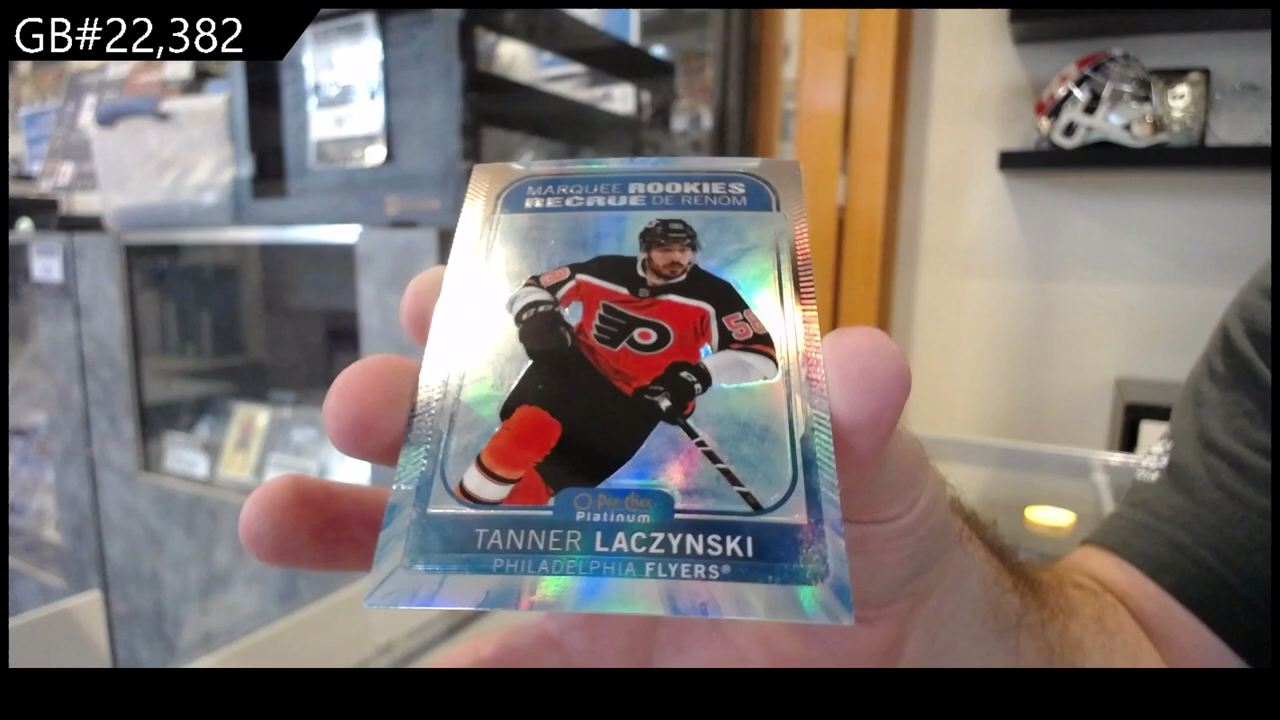 GB#22,382
MARQUEE ROOKIES
RECRUE DE RENOM
O-Pee-Chee
Platinum
TANNER LACZYNSKI
PHILADELPHIA FLYERS®